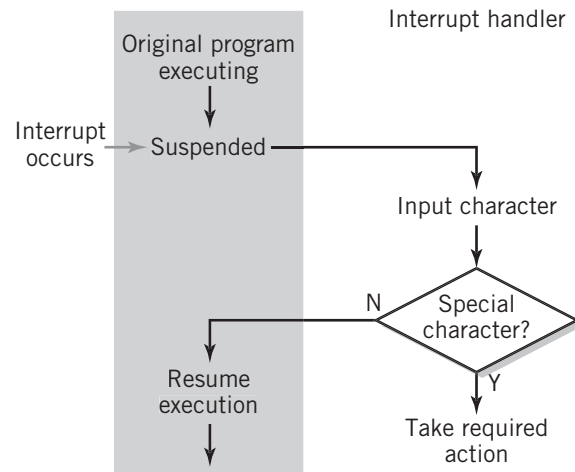 Interrupt handler
Original program
executing
Interrupt
occurs
Suspended
Input character
Special
character?
N
Y
Resume
execution
Take required
action